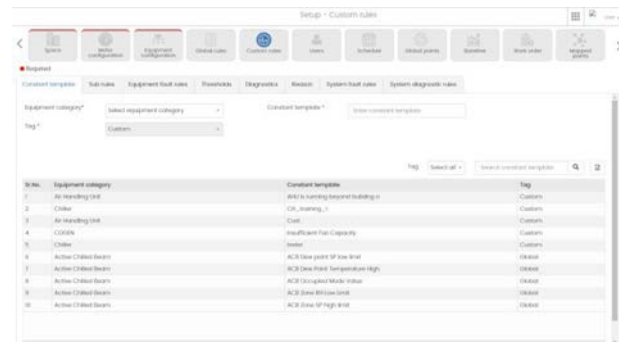 Setup - Custom rules
Space
Items configuration
Equipment configuration
Global rules
Custom rules
Users
Schedule
Global points
Baseline
Work order
Mapped points
Required
Constant template Sub rules Equipment fault rules Thresholds Diagnostics Reason System fault rules System diagnostic rules
Equipment category* Select equipment category Constant template * Enter constant template
Tag * Custom
Tag Select all Search constant template
Sr.No. Equipment category Constant template Tag
1 Air Handling Unit AHU is running beyond building o Custom
2 Chiller CH_training_1 Custom
3 Air Handling Unit Cust Custom
4 COGEN Insufficient Fan Capacity Custom
5 Chiller Custom
6 Active Chilled Beam ACB Dew point SP low limit Global
7 Active Chilled Beam ACB Dew Point Temperature High Global
8 Active Chilled Beam ACB Occupied Mode Value Global
9 Active Chilled Beam ACB Zone RH Low Limit Global
10 Active Chilled Beam ACB Zone SP high limit Global